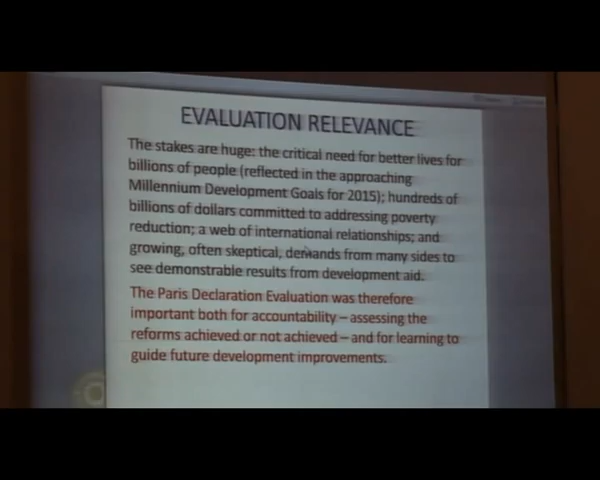 EVALUATION RELEVANCE
The stakes are huge: the critical need for better lives for
billions of people (reflected in the approaching
Millennium Development Goals for 2015); hundreds of
billions of dollars committed to addressing poverty
reduction; a web of international relationships; and
growing, often skeptical, demands from many sides to
see demonstrable results from development aid.
The Paris Declaration Evaluation was therefore
important both for accountability – assessing the
reforms achieved or not achieved – and for learning to
guide future development improvements.